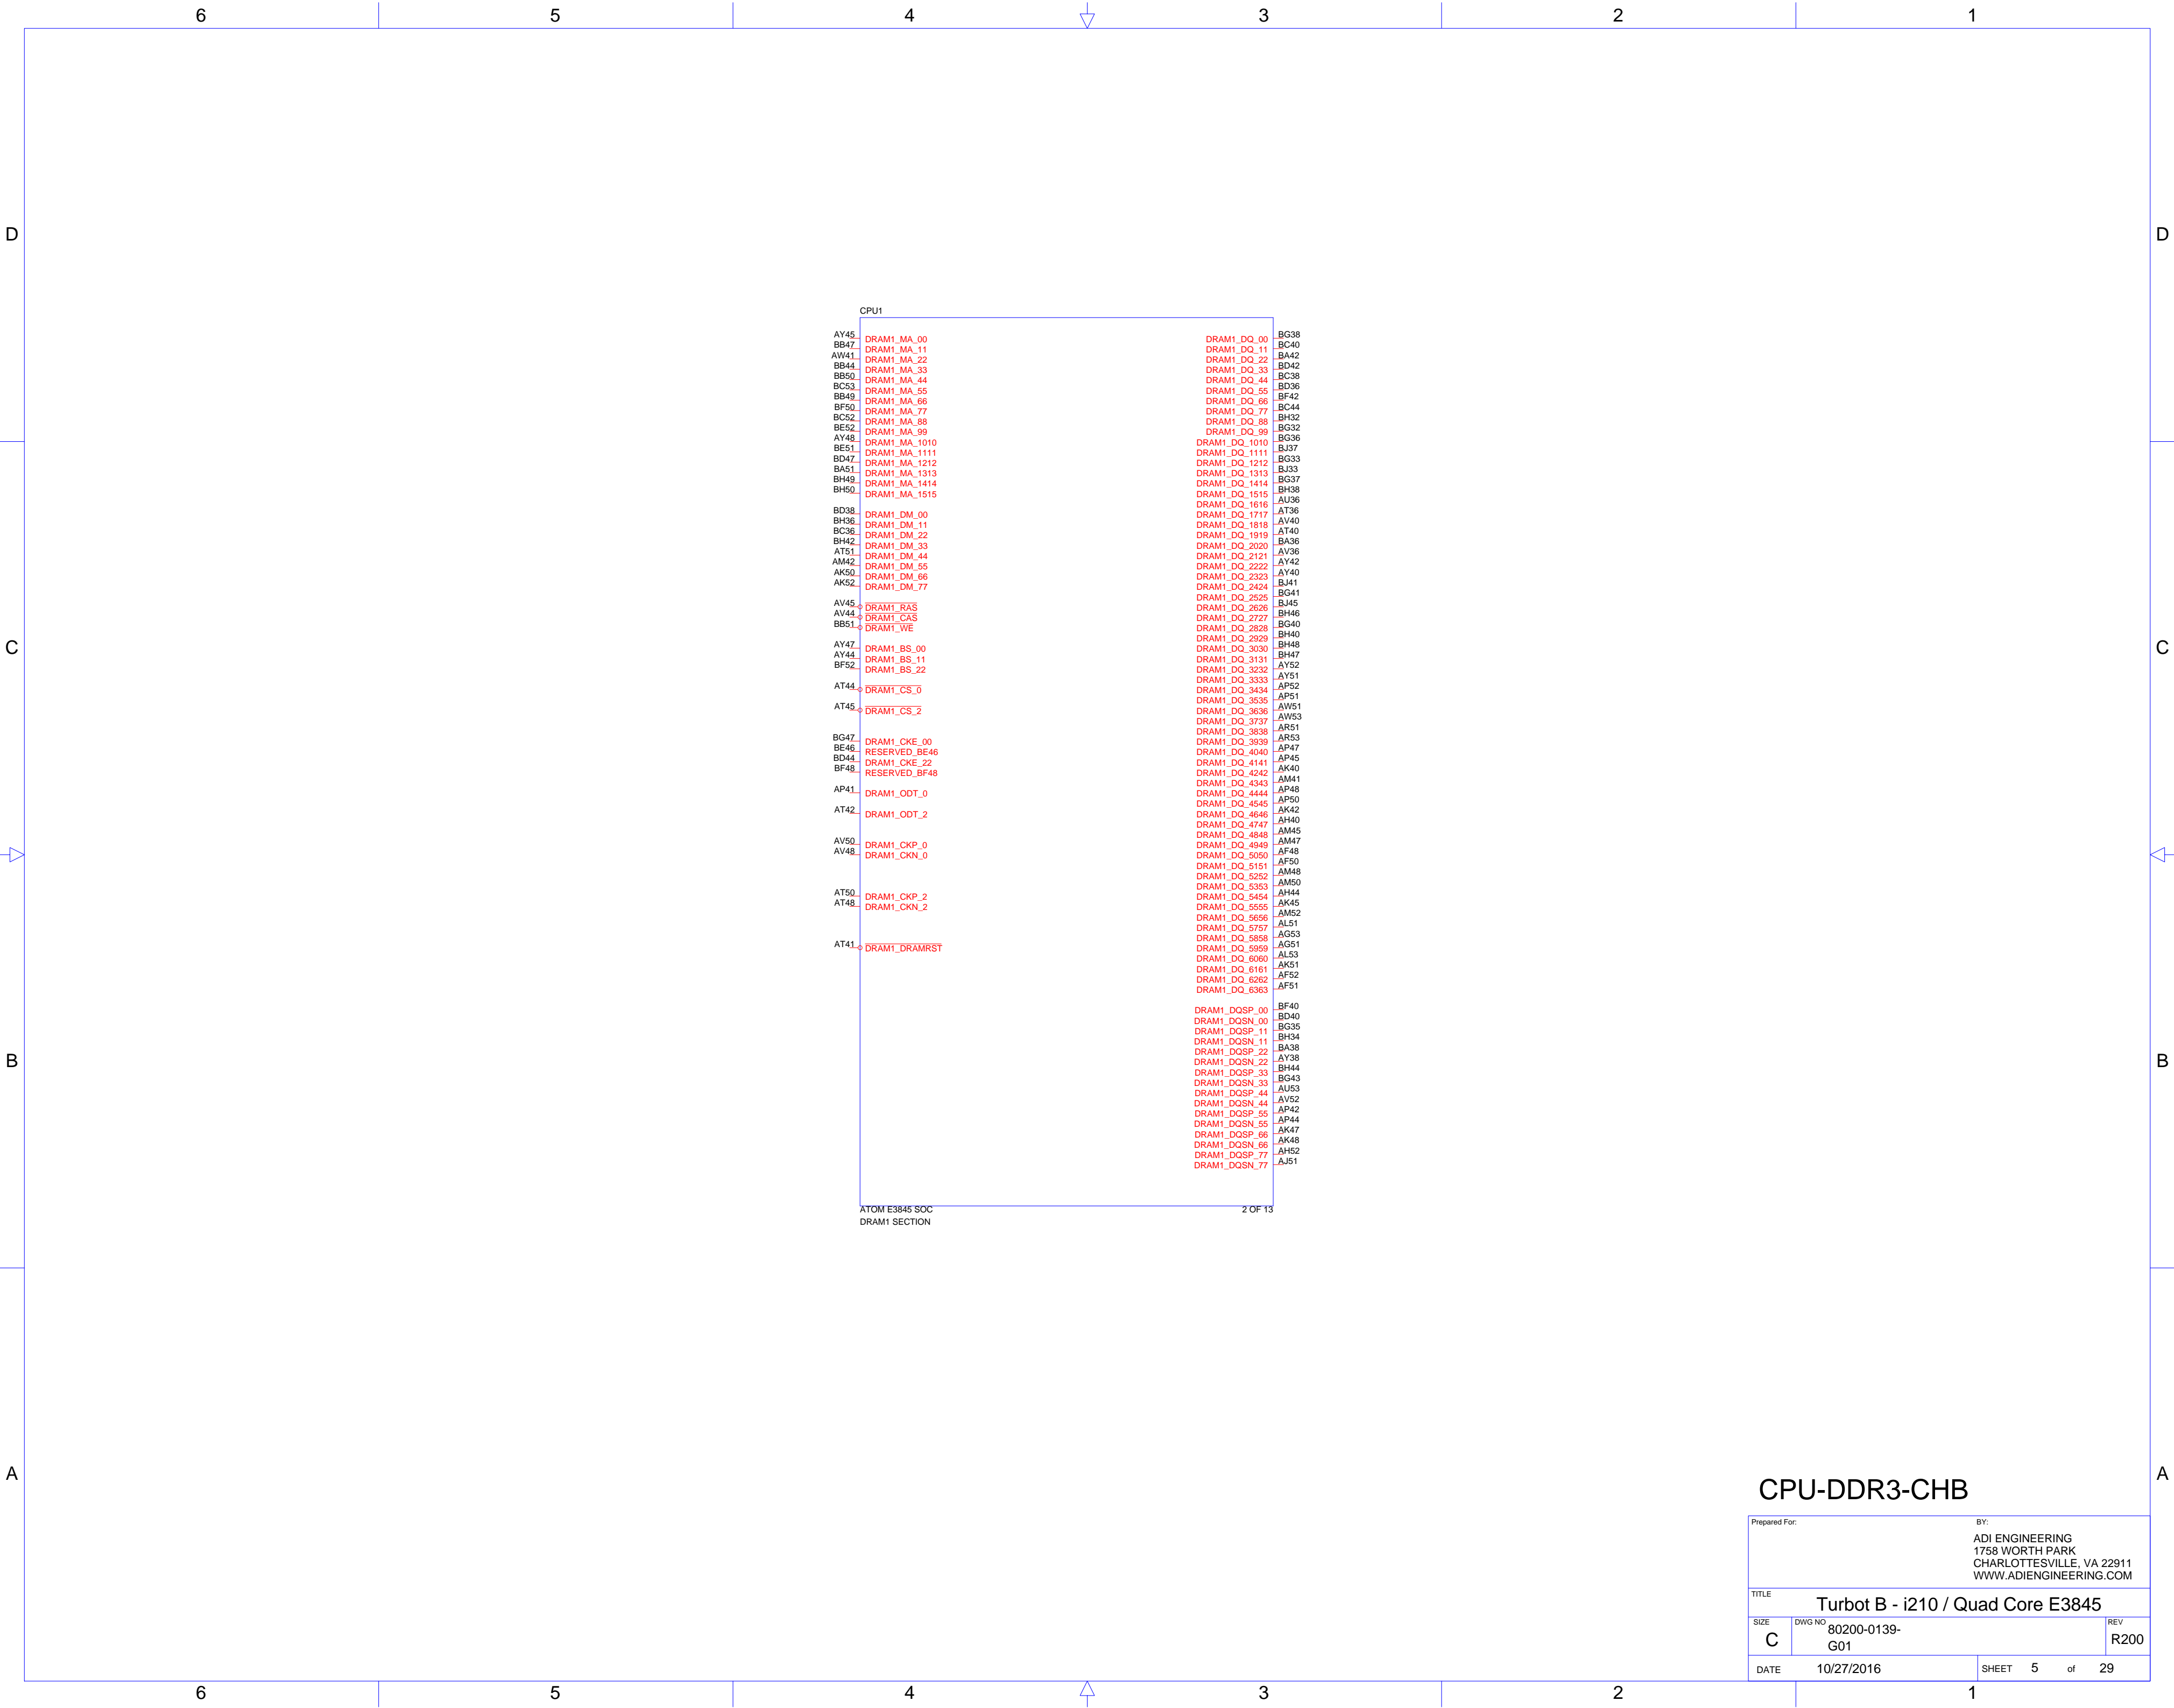 6 5 4 3 2 1
D D
CPU1
AY45 DRAM1_MA_00 DRAM1_DQ_00 BG38
BB47 DRAM1_MA_11 DRAM1_DQ_11 BC40
AW41 DRAM1_MA_22 DRAM1_DQ_22 BA42
BB44 DRAM1_MA_33 DRAM1_DQ_33 BD42
BB50 DRAM1_MA_44 DRAM1_DQ_44 BC38
BC53 DRAM1_MA_55 DRAM1_DQ_55 BD36
BB49 DRAM1_MA_66 DRAM1_DQ_66 BF42
BF50 DRAM1_MA_77 DRAM1_DQ_77 BC44
BC52 DRAM1_MA_88 DRAM1_DQ_88 BH32
BE52 DRAM1_MA_99 DRAM1_DQ_99 BG32
AY48 DRAM1_MA_1010 DRAM1_DQ_1010 BG36
BE51 DRAM1_MA_1111 DRAM1_DQ_1111 BJ37
BD47 DRAM1_MA_1212 DRAM1_DQ_1212 BG33
BA51 DRAM1_MA_1313 DRAM1_DQ_1313 BJ33
BH49 DRAM1_MA_1414 DRAM1_DQ_1414 BG37
BH50 DRAM1_MA_1515 DRAM1_DQ_1515 BH38
DRAM1_DQ_1616 AU36
BD38 DRAM1_DM_00 DRAM1_DQ_1717 AT36
BH36 DRAM1_DM_11 DRAM1_DQ_1818 AV40
BC36 DRAM1_DM_22 DRAM1_DQ_1919 AT40
BH42 DRAM1_DM_33 DRAM1_DQ_2020 BA36
AT51 DRAM1_DM_44 DRAM1_DQ_2121 AV36
AM42 DRAM1_DM_55 DRAM1_DQ_2222 AY42
AK50 DRAM1_DM_66 DRAM1_DQ_2323 AY40
AK52 DRAM1_DM_77 DRAM1_DQ_2424 BJ41
DRAM1_DQ_2525 BG41
AV45 DRAM1_RAS DRAM1_DQ_2626 BJ45
AV44 DRAM1_CAS DRAM1_DQ_2727 BH46
BB51 DRAM1_WE DRAM1_DQ_2828 BG40
DRAM1_DQ_2929 BH40
AY47 DRAM1_BS_00 DRAM1_DQ_3030 BH48
AY44 DRAM1_BS_11 DRAM1_DQ_3131 BH47
BF52 DRAM1_BS_22 DRAM1_DQ_3232 AY52
DRAM1_DQ_3333 AY51
AT44 DRAM1_CS_0 DRAM1_DQ_3434 AP52
DRAM1_DQ_3535 AP51
AT45 DRAM1_CS_2 DRAM1_DQ_3636 AW51
DRAM1_DQ_3737 AW53
DRAM1_DQ_3838 AR51
BG47 DRAM1_CKE_00 DRAM1_DQ_3939 AR53
BE46 RESERVED_BE46 DRAM1_DQ_4040 AP47
BD44 DRAM1_CKE_22 DRAM1_DQ_4141 AP45
BF48 RESERVED_BF48 DRAM1_DQ_4242 AK40
DRAM1_DQ_4343 AM41
AP41 DRAM1_ODT_0 DRAM1_DQ_4444 AP48
DRAM1_DQ_4545 AP50
AT42 DRAM1_ODT_2 DRAM1_DQ_4646 AK42
DRAM1_DQ_4747 AH40
DRAM1_DQ_4848 AM45
AV50 DRAM1_CKP_0 DRAM1_DQ_4949 AM47
AV48 DRAM1_CKN_0 DRAM1_DQ_5050 AF48
DRAM1_DQ_5151 AF50
DRAM1_DQ_5252 AM48
DRAM1_DQ_5353 AM50
AT50 DRAM1_CKP_2 DRAM1_DQ_5454 AH44
AT48 DRAM1_CKN_2 DRAM1_DQ_5555 AK45
DRAM1_DQ_5656 AM52
DRAM1_DQ_5757 AL51
DRAM1_DQ_5858 AG53
AT41 DRAM1_DRAMRST DRAM1_DQ_5959 AG51
DRAM1_DQ_6060 AL53
DRAM1_DQ_6161 AK51
DRAM1_DQ_6262 AF52
DRAM1_DQ_6363 AF51
DRAM1_DQSP_00 BF40
DRAM1_DQSN_00 BD40
DRAM1_DQSP_11 BG35
DRAM1_DQSN_11 BH34
DRAM1_DQSP_22 BA38
DRAM1_DQSN_22 AY38
DRAM1_DQSP_33 BH44
DRAM1_DQSN_33 BG43
DRAM1_DQSP_44 AU53
DRAM1_DQSN_44 AV52
DRAM1_DQSP_55 AP42
DRAM1_DQSN_55 AP44
DRAM1_DQSP_66 AK47
DRAM1_DQSN_66 AK48
DRAM1_DQSP_77 AH52
DRAM1_DQSN_77 AJ51
ATOM E3845 SOC 2 OF 13
DRAM1 SECTION
C C
B B
A A
CPU-DDR3-CHB
Prepared For: BY:
ADI ENGINEERING
1758 WORTH PARK
CHARLOTTESVILLE, VA 22911
WWW.ADIENGINEERING.COM
TITLE
Turbot B - i210 / Quad Core E3845
SIZE DWG NO REV
C 80200-0139-
G01 R200
DATE 10/27/2016 SHEET 5 of 29
6 5 4 3 2 1